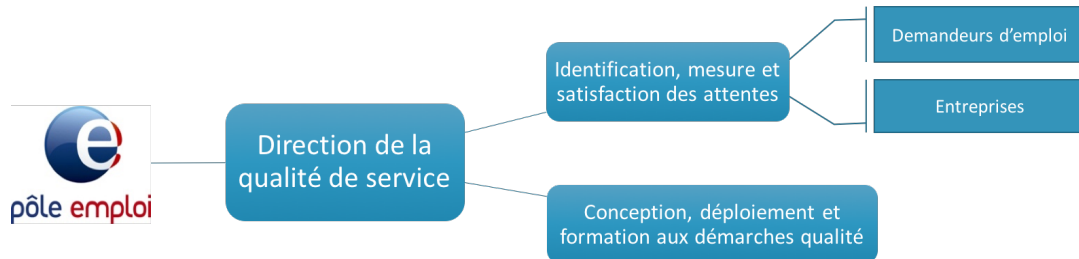 e
pôle emploi
Direction de la
qualité de service
Identification, mesure et
satisfaction des attentes
Demandeurs d’emploi
Entreprises
Conception, déploiement et
formation aux démarches qualité